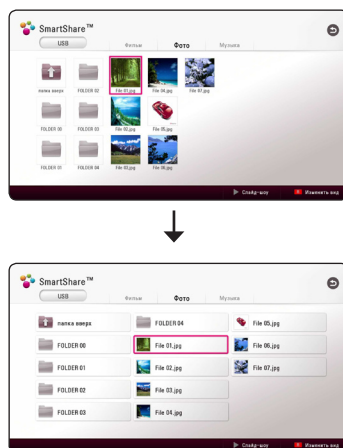 SmartShare™
USB
Фильм Фото Музыка
папка вверх FOLDER 02 File 01.jpg File 04.jpg File 07.jpg
FOLDER 00 FOLDER 03 File 02.jpg File 05.jpg
FOLDER 01 FOLDER 04 File 03.jpg File 06.jpg
Слайд-шоу Изменить вид
SmartShare™
USB
Фильм Фото Музыка
папка вверх FOLDER 04 File 05.jpg
FOLDER 00 File 01.jpg File 06.jpg
FOLDER 01 File 02.jpg File 07.jpg
FOLDER 02 File 03.jpg
FOLDER 03 File 04.jpg
Слайд-шоу Изменить вид